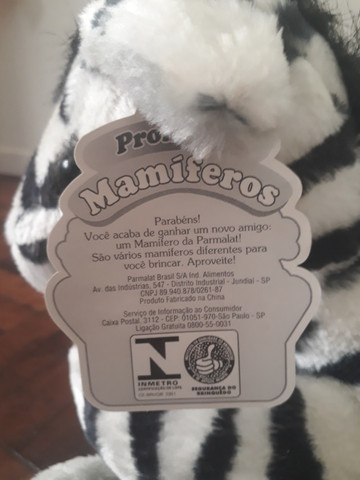 Mamíferos
Parabéns!
Você acaba de ganhar um novo amigo:
um Mamífero da Parmalat!
São vários mamíferos diferentes para
você brincar. Aproveite!
Parmalat Brasil S/A Ind. Alimentos
Av. das Industrias, 547 - Distrito Industrial - Jundiaí - SP
CNPJ 89.940.878/0261-87
Produto Fabricado na China
Serviço de Informação ao Consumidor
Caixa Postal, 3112 - CEP: 01051-970-São Paulo - SP
Ligação Gratuita 0800-55-0031
N
INMETRO
SEGURANÇA DO
BRINQUEDO